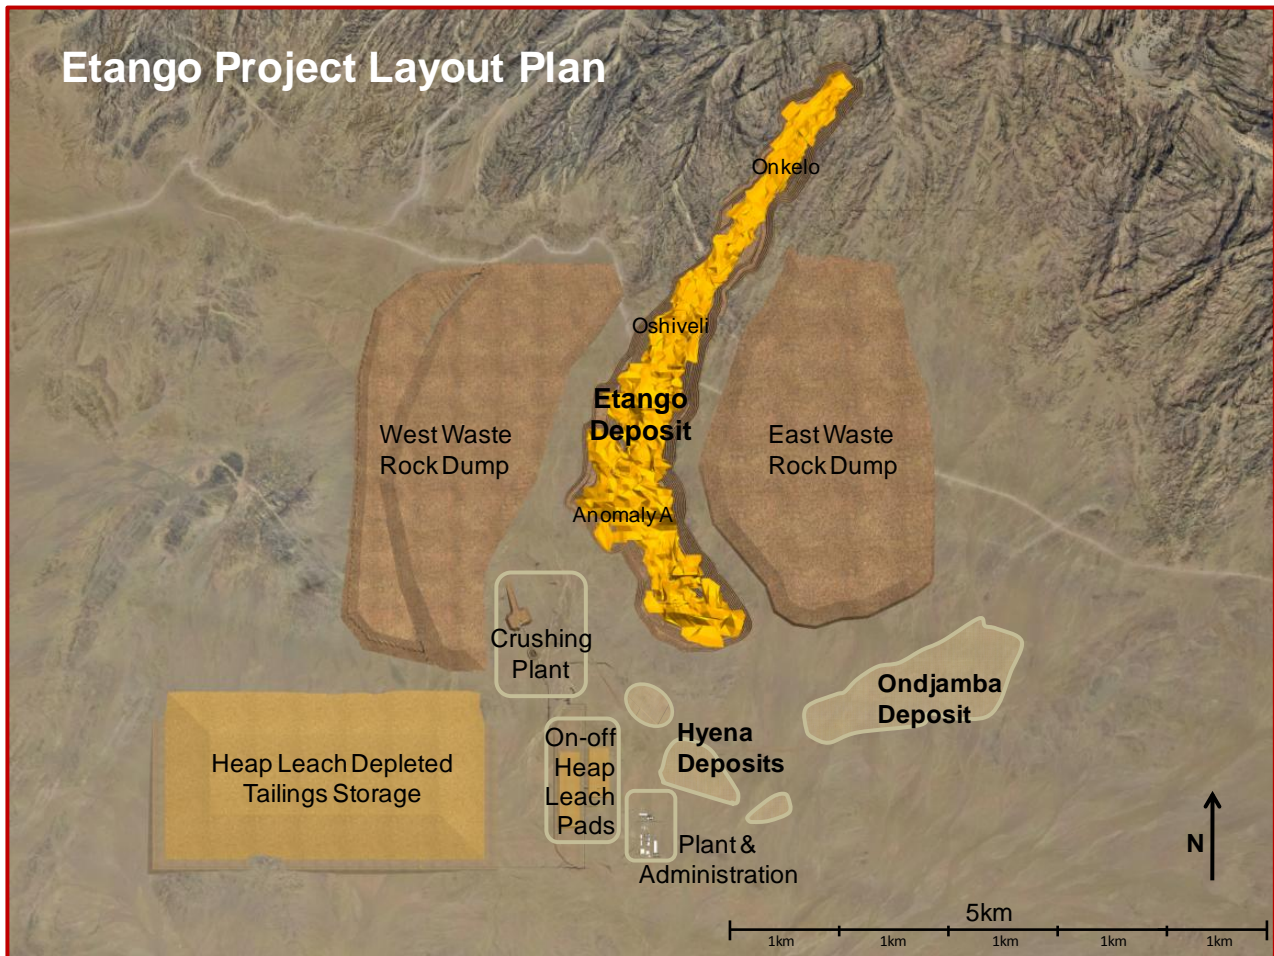 Etango Project Layout Plan
Onkelo
Oshiveli
Etango
Deposit
West Waste
Rock Dump
East Waste
Rock Dump
Anomaly A
Crushing
Plant
Ondjamba
Deposit
Hyena
Deposits
On-off
Heap
Leach
Pads
Heap Leach Depleted
Tailings Storage
Plant &
Administration
N
5km
1km
1km
1km
1km
1km